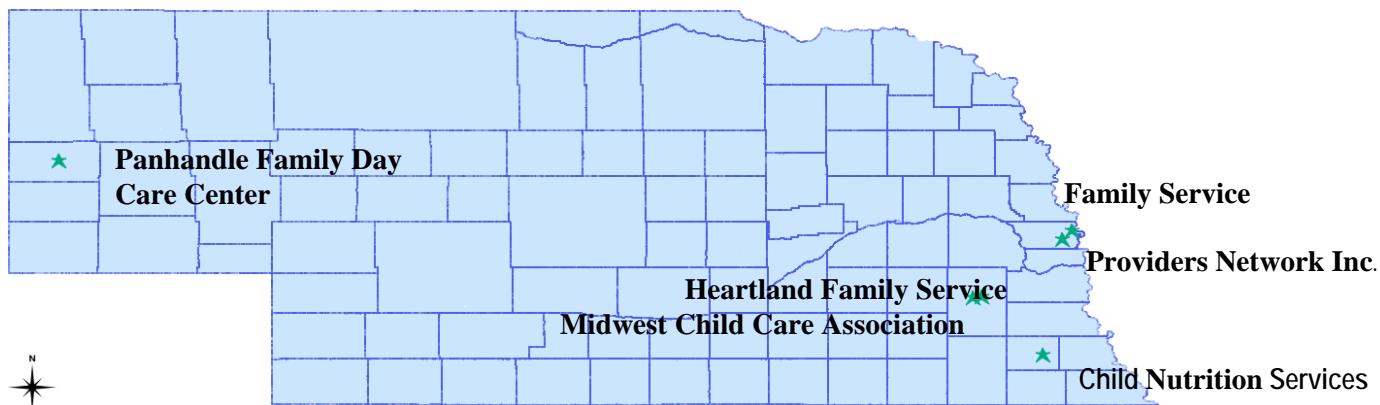 Panhandle Family Day
Care Center
Family Service
Providers Network Inc.
Heartland Family Service
Midwest Child Care Association
N
Child Nutrition Services